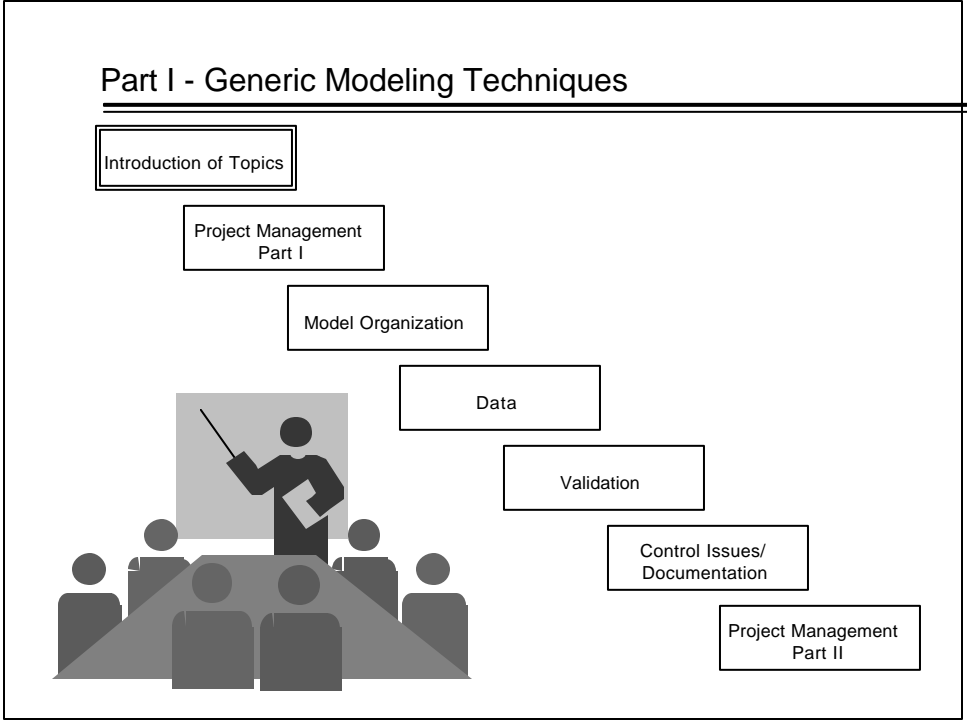 Part I - Generic Modeling Techniques
Introduction of Topics
Project Management
Part I
Model Organization
Data
Validation
Control Issues/
Documentation
Project Management
Part II